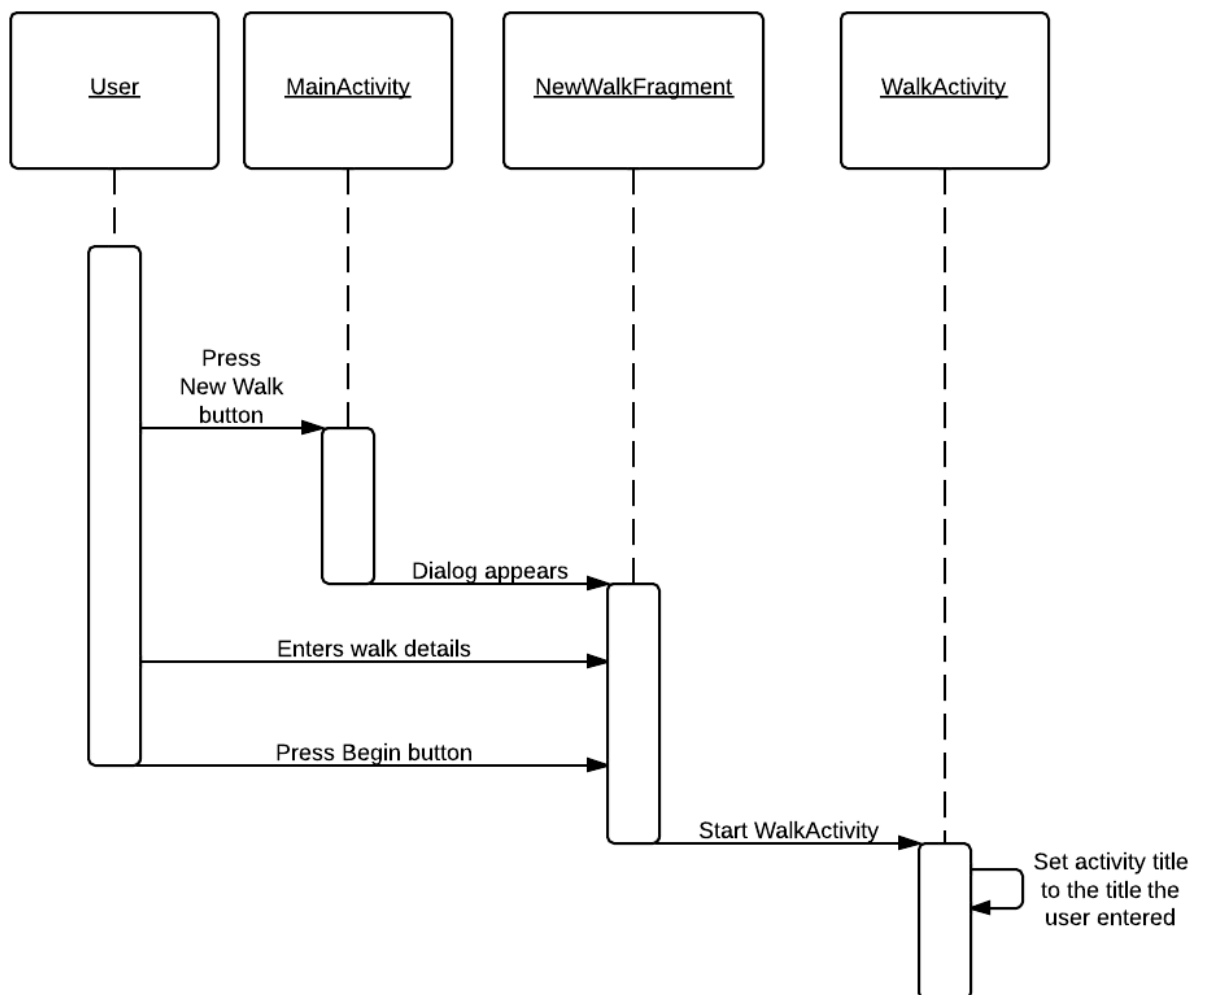 User
MainActivity
NewWalkFragment
WalkActivity
Press
New Walk
button
Dialog appears
Enters walk details
Press Begin button
Start WalkActivity
Set activity title
to the title the
user entered